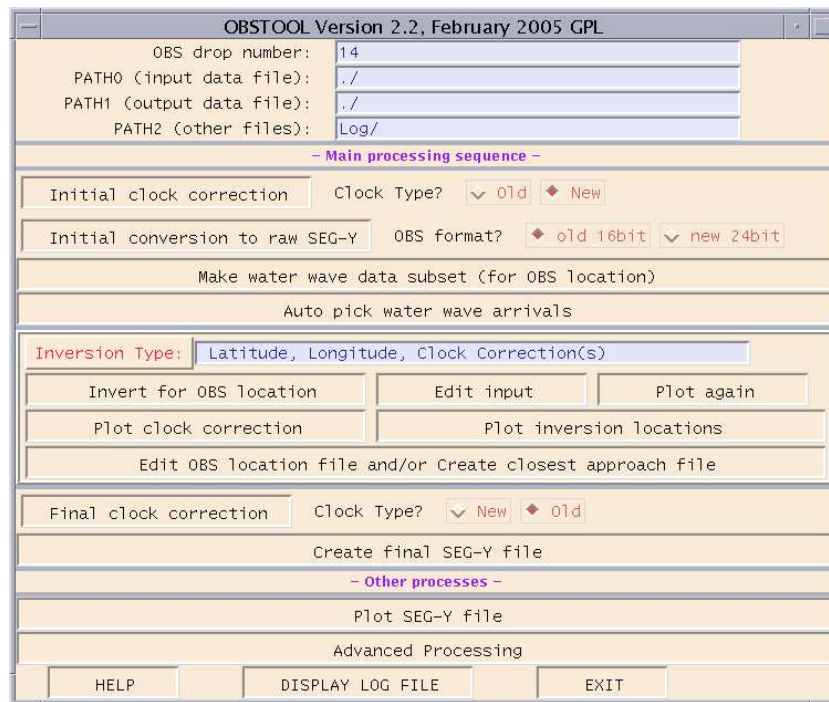 OBSTOOL Version 2.2, February 2005 GPL
OBS drop number: 14
PATH0 (input data file): ./
PATH1 (output data file): ./
PATH2 (other files): Log/
– Main processing sequence –
Initial clock correction Clock Type? Old New
Initial conversion to raw SEG-Y OBS format? old 16bit new 24bit
Make water wave data subset (for OBS location)
Auto pick water wave arrivals
Inversion Type: Latitude, Longitude, Clock Correction(s)
Invert for OBS location Edit input Plot again
Plot clock correction Plot inversion locations
Edit OBS location file and/or Create closest approach file
Final clock correction Clock Type? New Old
Create final SEG-Y file
– Other processes –
Plot SEG-Y file
Advanced Processing
HELP DISPLAY LOG FILE EXIT